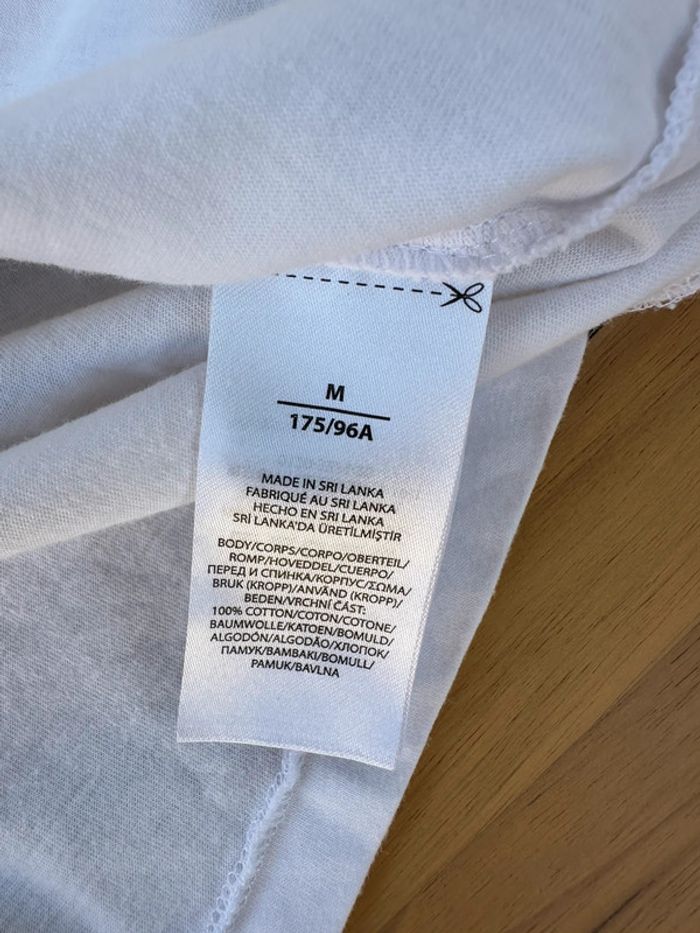 M
175/96A
MADE IN SRI LANKA
FABRIQUÉ AU SRI LANKA
HECHO EN SRI LANKA
SRİ LANKA'DA ÜRETİLMİŞTİR
BODY/CORPS/CORPO/OBERTEIL/
ROMP/HOVEDDEL/CUERPO/
ПЕРЕД И СПИНКА/КОРПУС/ΣΩΜΑ/
BRUK (KROPP)/ANVÄND (KROPP)/
BEDEN/VRCHNÍ ČÁST:
100% COTTON/COTON/COTONE/
BAUMWOLLE/KATOEN/BOMULD/
ALGODÓN/ALGODÃO/ХЛОПОК/
ПАМУК/ΒΑΜΒΑΚΙ/BOMULL/
PAMUK/BAVLNA